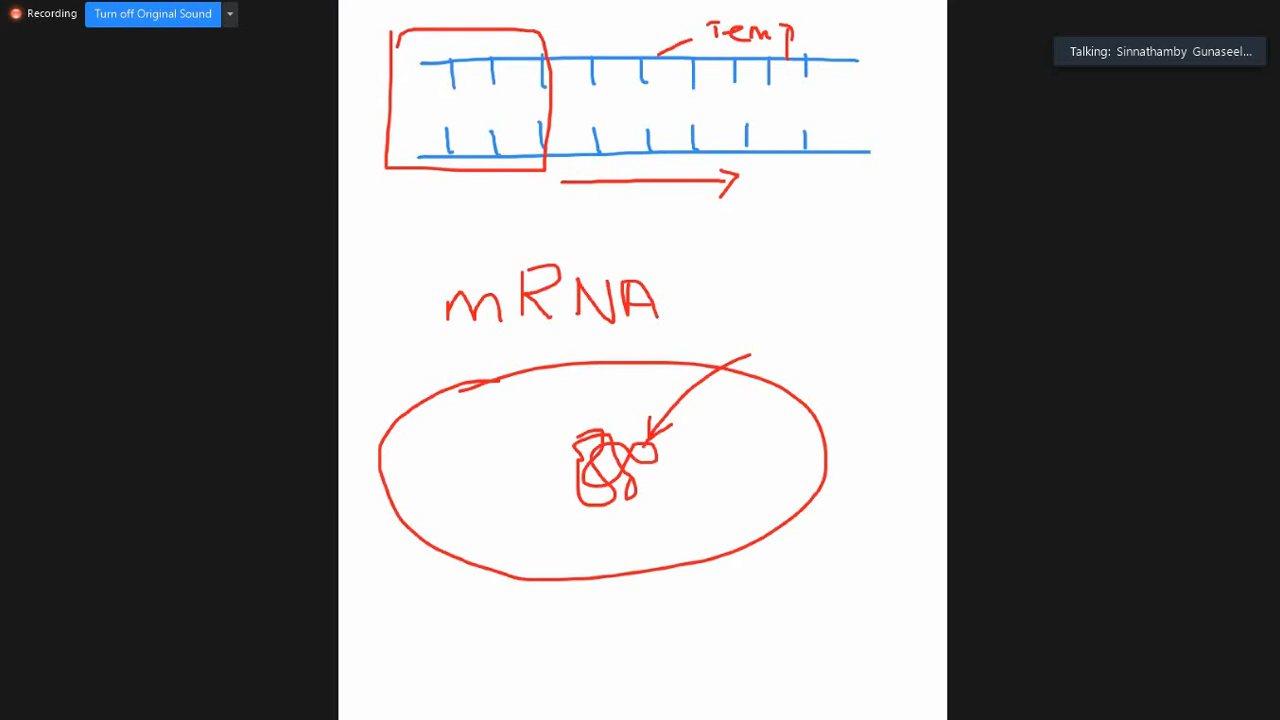 Recording
Turn off Original Sound
Talking: Sinnathamby Gunaseel...
Temp
mRNA